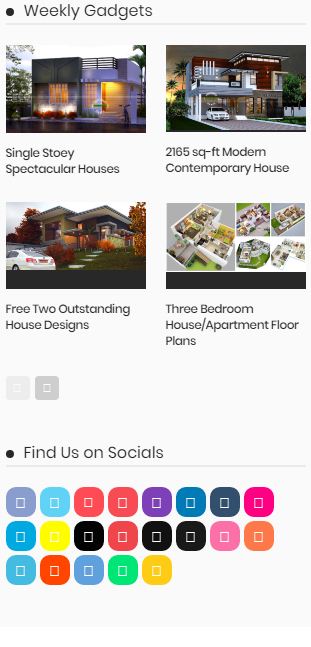 Weekly Gadgets
Single Stoey
Spectacular Houses
2165 sq-ft Modern
Contemporary House
Free Two Outstanding
House Designs
Three Bedroom
House/Apartment Floor
Plans
Find Us on Socials